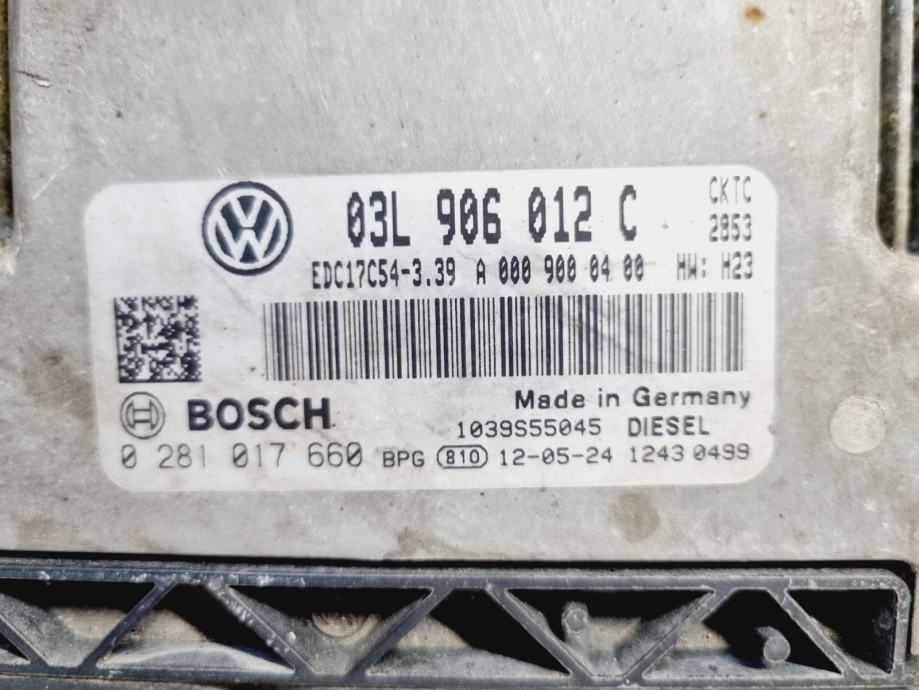 03L 906 012 C
CKTC
2853
EDC17C54-3.39 A 000 900 04 00 HW: H23
BOSCH
Made in Germany
1039S55045 DIESEL
0 281 017 660 BPG 810 12-05-24 1243 0499